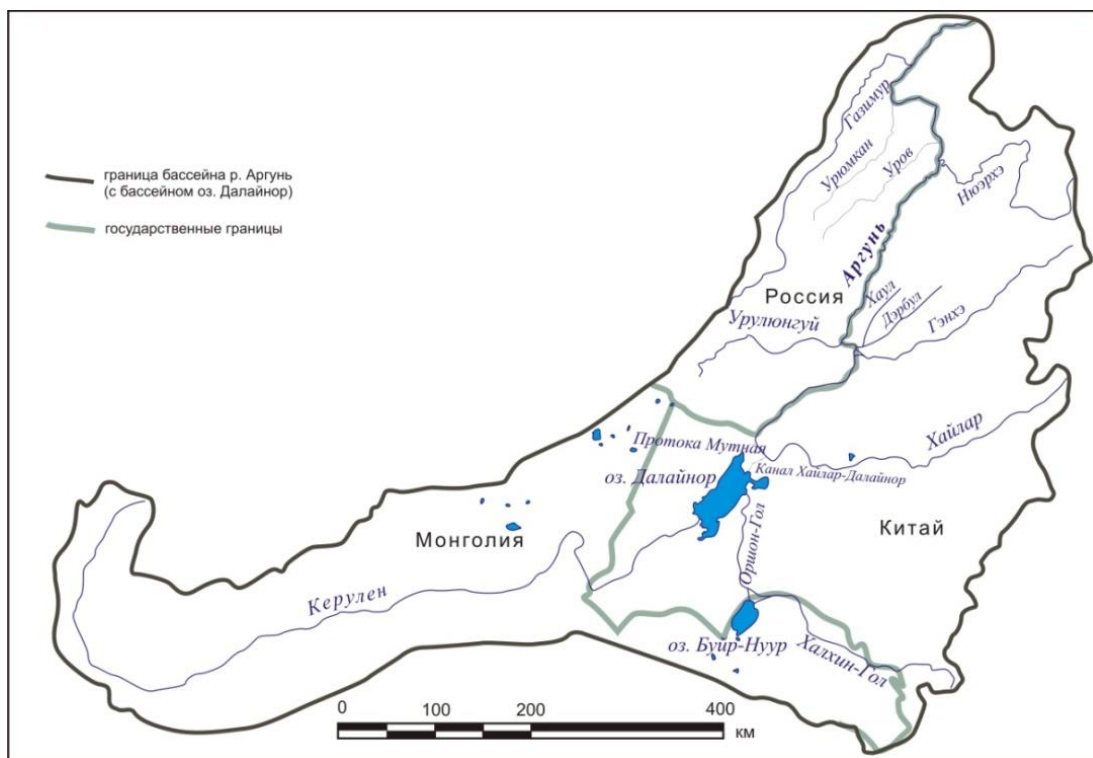 Газимур
Урюмкан
Уров
Нюэрхэ
граница бассейна р. Аргунь
(с бассейном оз. Далайнор)
государственные границы
Аргунь
Россия
Хаул
Дэрбул
Гэнхэ
Урулюнгуй
Хайлар
Протока Мутная
Канал Хайлар-Далайнор
оз. Далайнор
Оршон-Гол
Китай
Монголия
Керулен
оз. Буйр-Нуур
Халхин-Гол
0 100 200 400
км